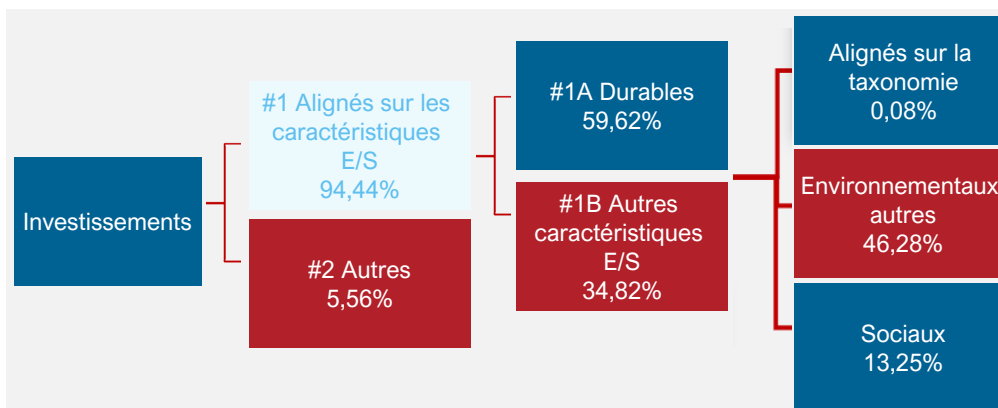 Investissements
#1 Alignés sur les
caractéristiques
E/S
94,44%
#2 Autres
5,56%
#1A Durables
59,62%
#1B Autres
caractéristiques
E/S
34,82%
Alignés sur la
taxonomie
0,08%
Environnementaux
autres
46,28%
Sociaux
13,25%